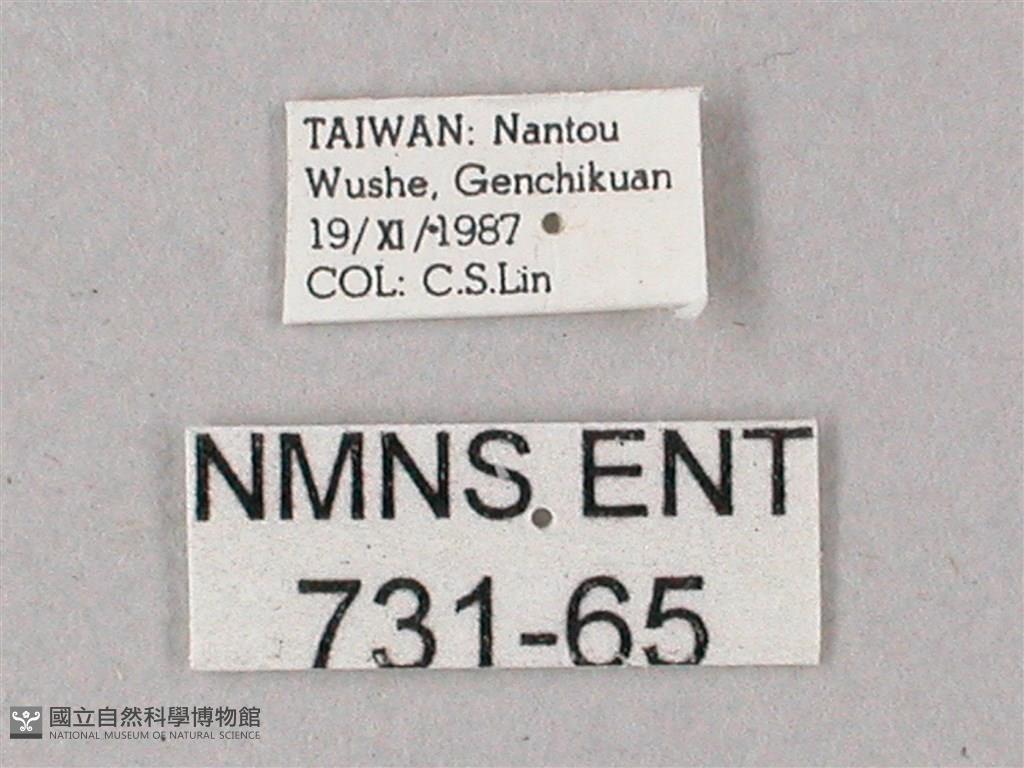 TAIWAN: Nantou
Wushe, Genchikuan
19/XI/1987
COL: C.S.Lin
NMNS ENT
731-65
國立自然科學博物館
NATIONAL MUSEUM OF NATURAL SCIENCE